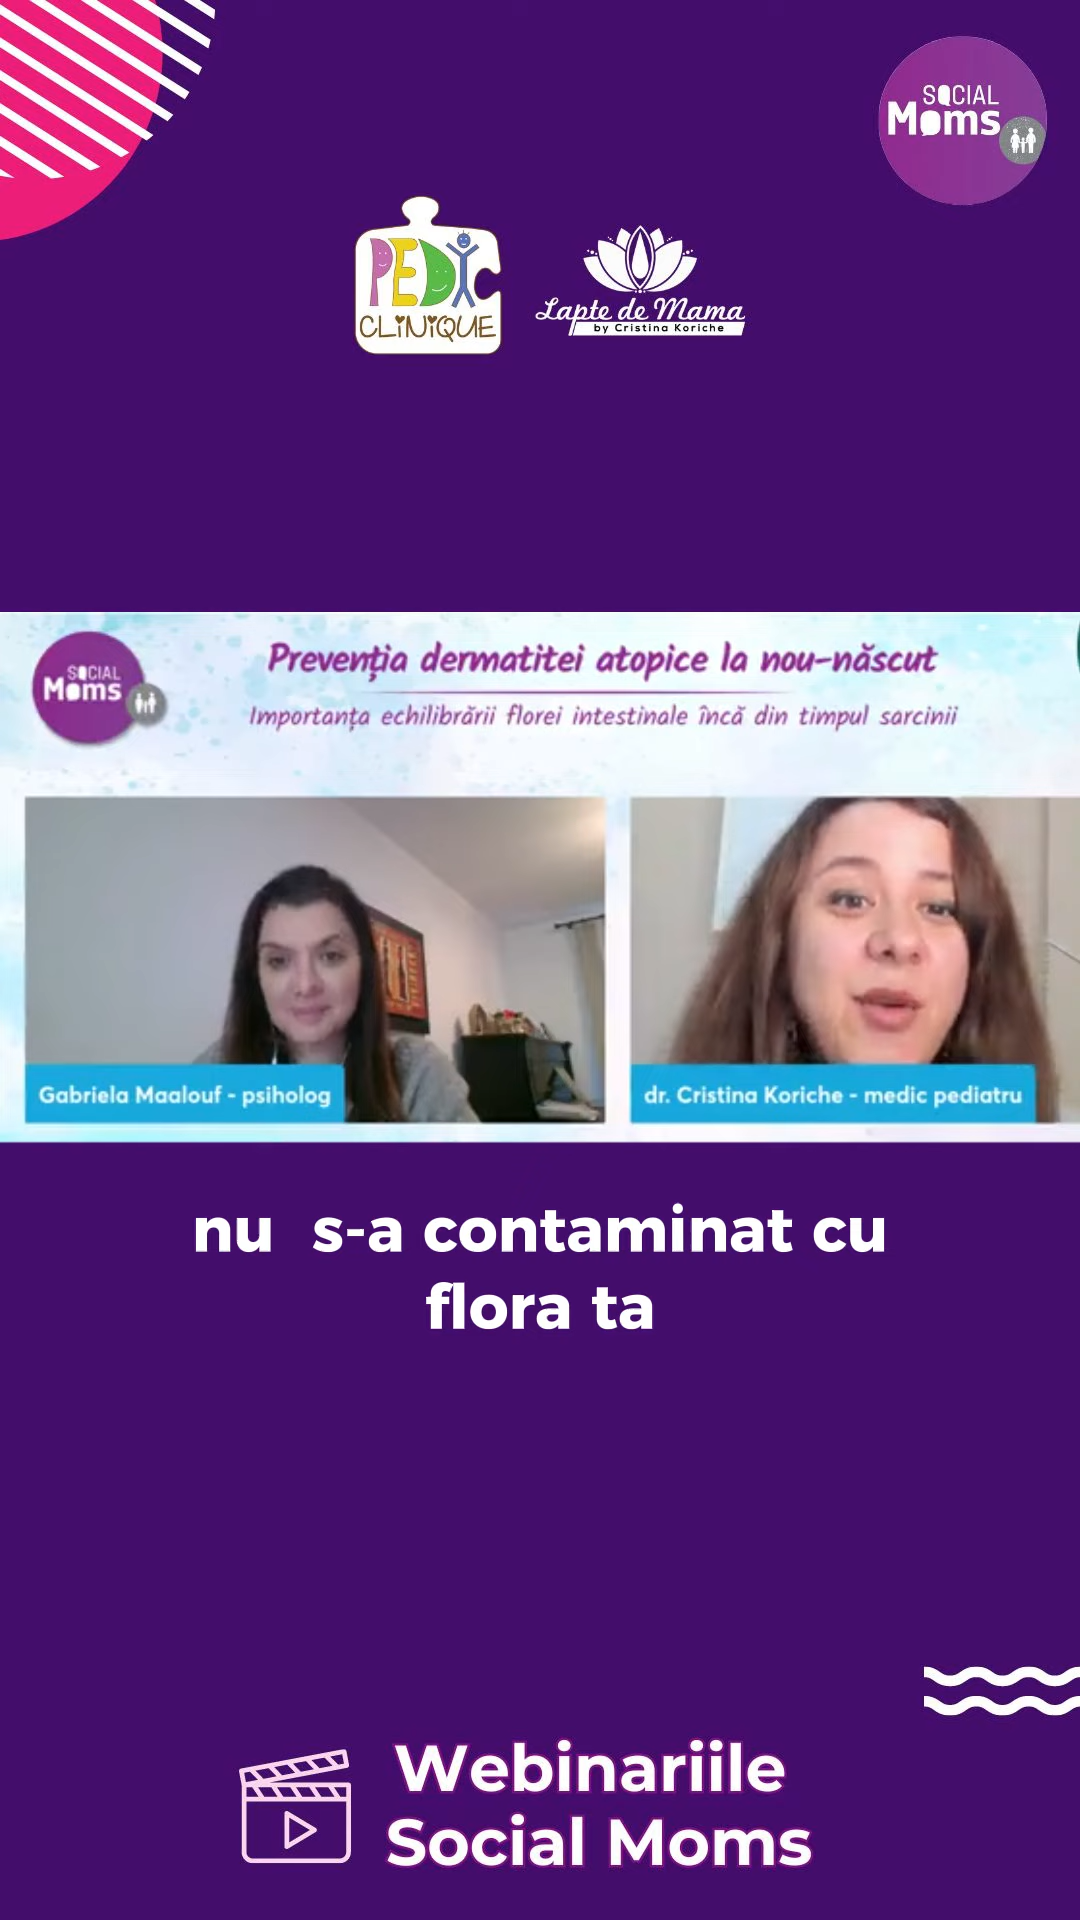 SOCIAL
Moms
PEDYC
CLINIQUE
Lapte de Mama
by Cristina Koriche
SOCIAL
Moms
Prevenția dermatitei atopice la nou-născut
Importanța echilibrării florei intestinale încă din timpul sarcinii
Gabriela Maalouf - psiholog
dr. Cristina Koriche - medic pediatru
nu  s-a contaminat cu
flora ta
Webinariile
Social Moms